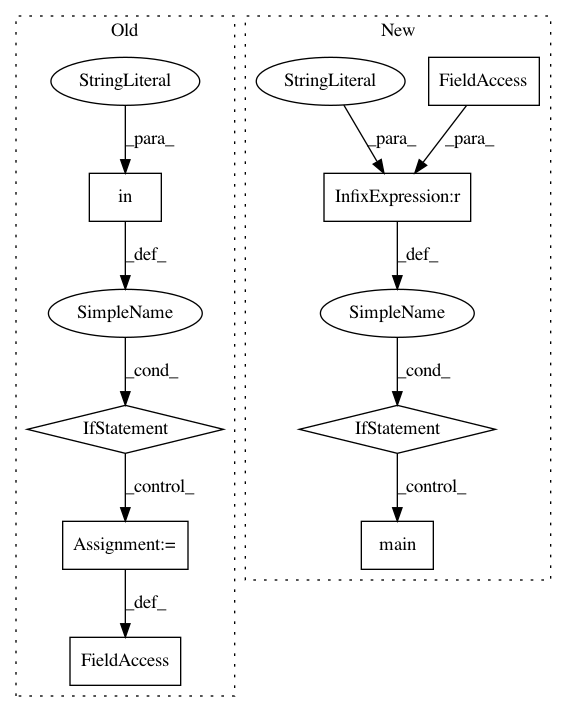 Old
New
StringLiteral
StringLiteral
FieldAccess
_para_
_para_
_para_
in
InfixExpression:r
_def_
_def_
SimpleName
SimpleName
_cond_
_cond_
IfStatement
IfStatement
_control_
_control_
Assignment:=
main
_def_
FieldAccess